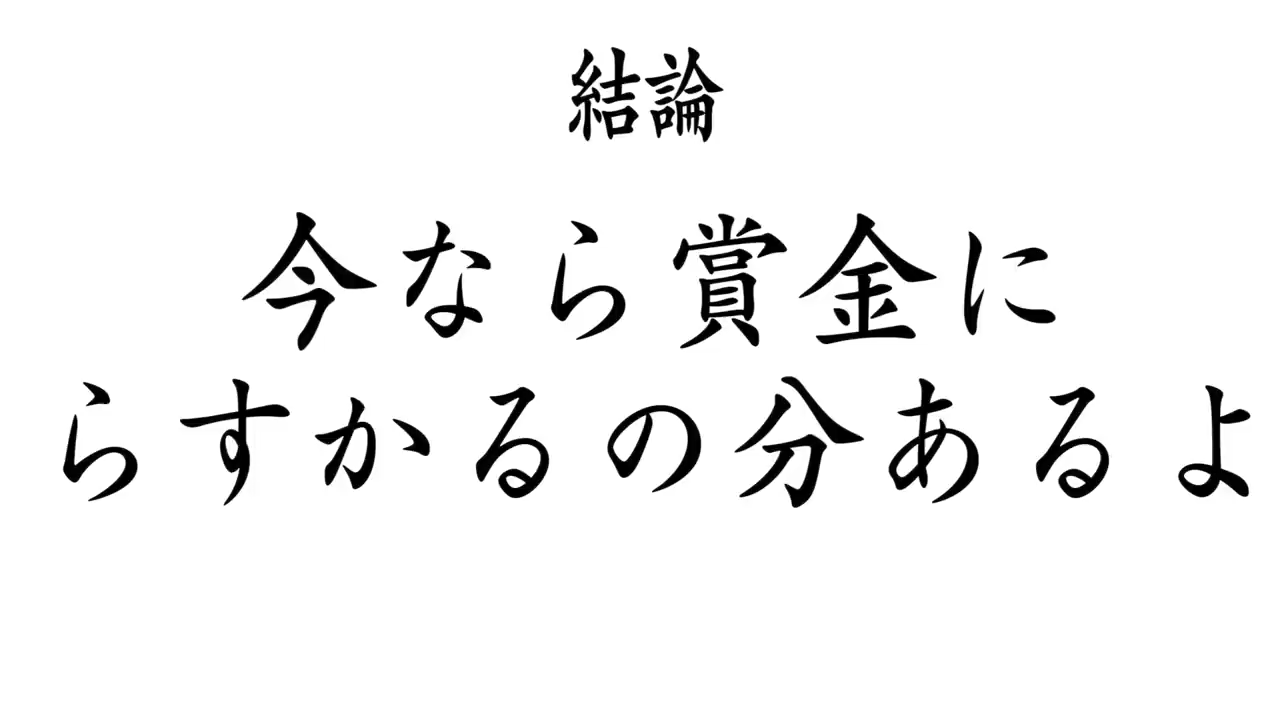 結論
今なら賞金に
らすかるの分あるよ